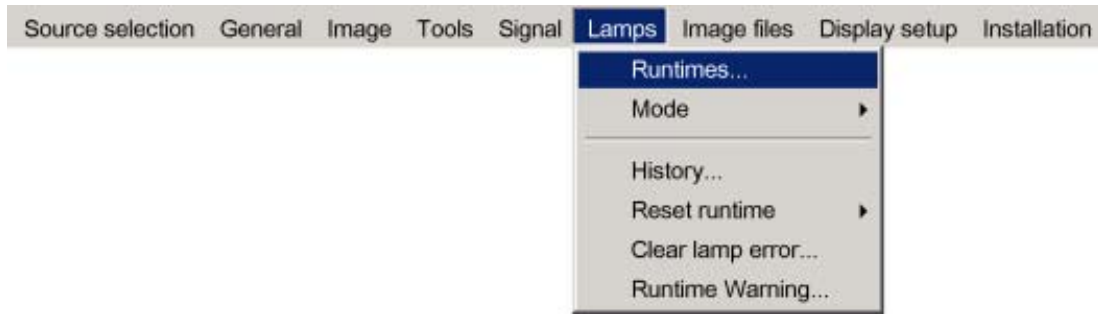 Source selection General Image Tools Signal Lamps Image files Display setup Installation
Runtimes...
Mode
History...
Reset runtime
Clear lamp error...
Runtime Warning...